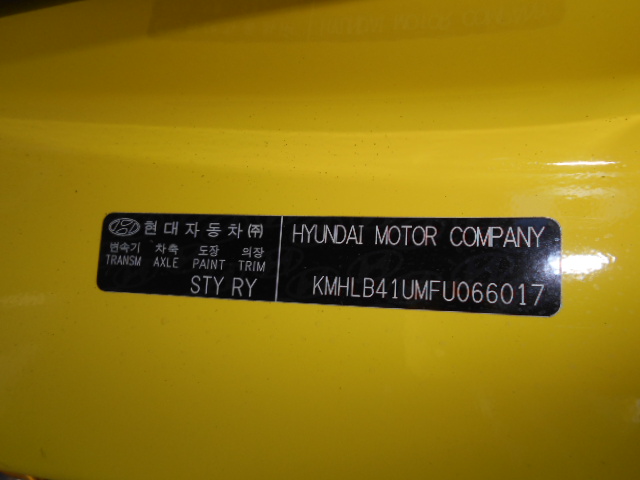 현대자동차㈜
변속기 차축 도장 의장
TRANSM AXLE PAINT TRIM
STY RY
HYUNDAI MOTOR COMPANY
KMHLB41UMFU066017